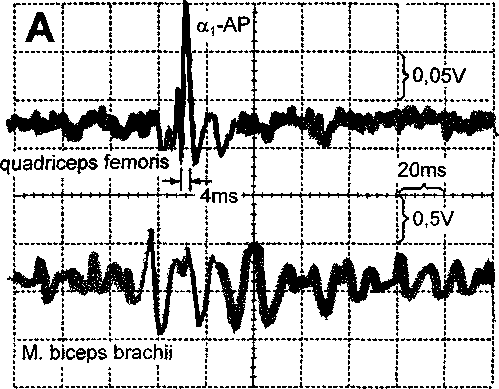 A
α₁-AP
0,05V
quadriceps femoris
20ms
4ms
0,5V
M. biceps brachii